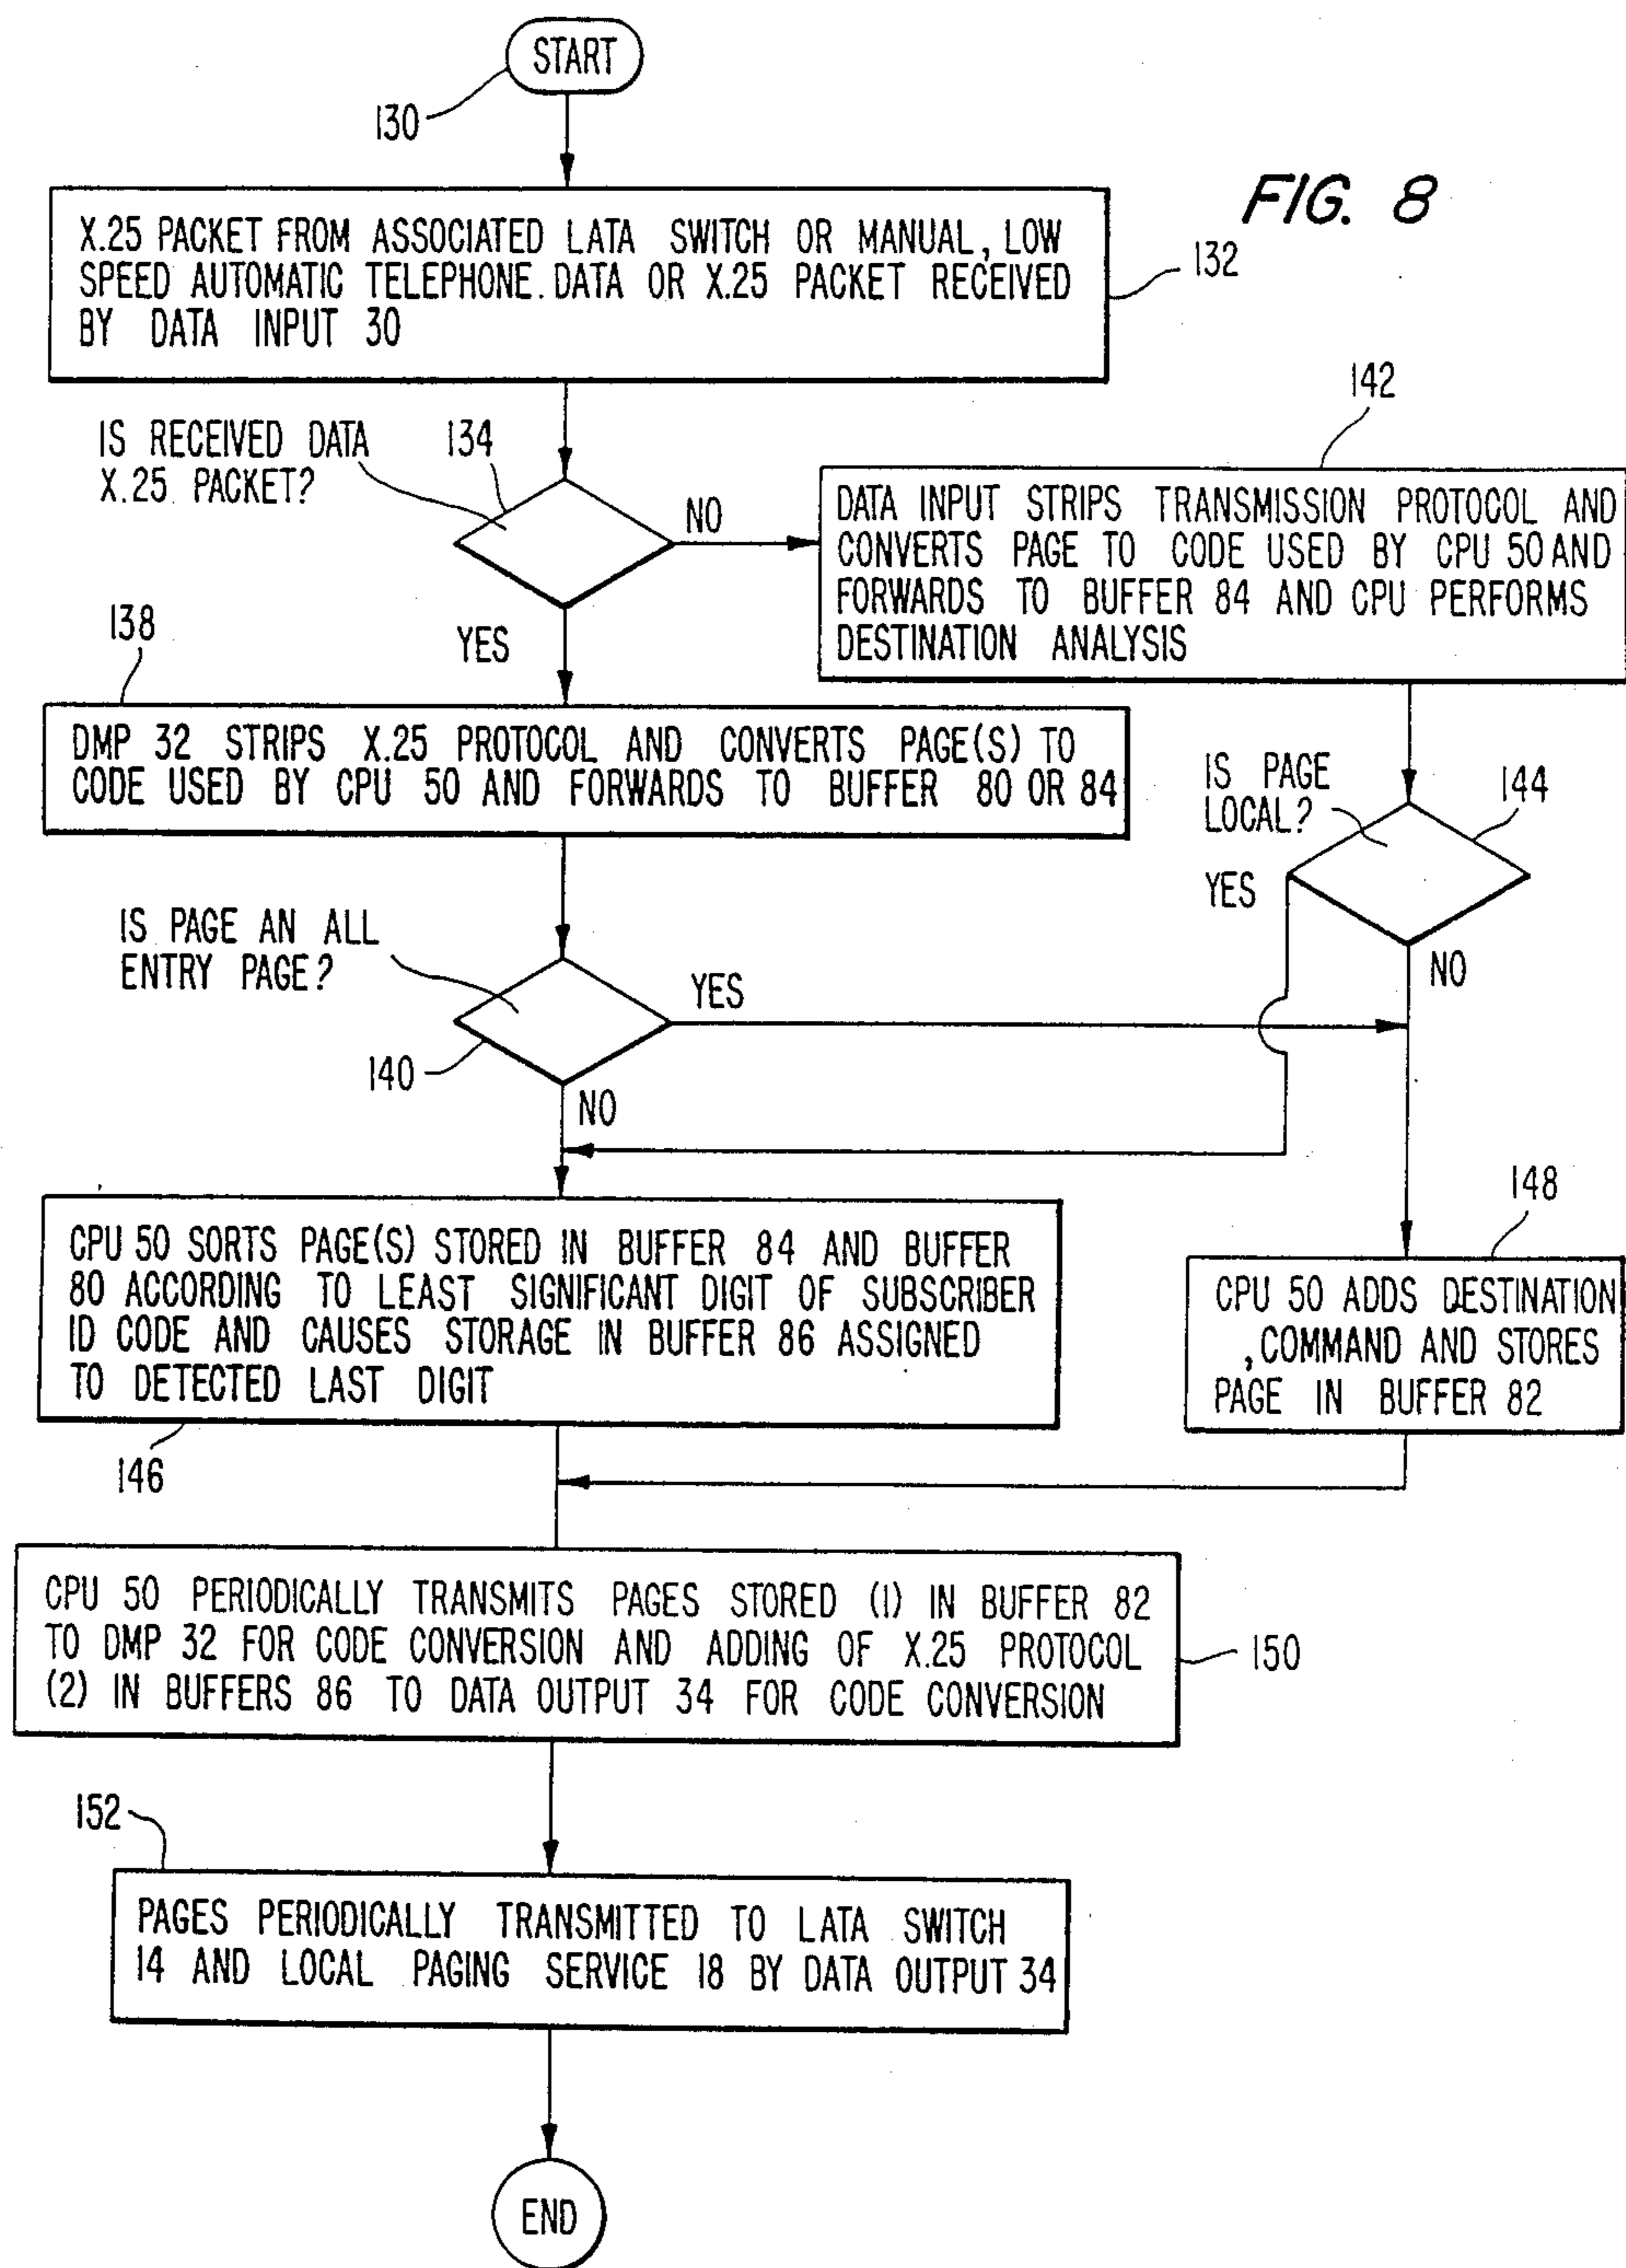 START
130
FIG. 8
X.25 PACKET FROM ASSOCIATED LATA SWITCH OR MANUAL, LOW
SPEED AUTOMATIC TELEPHONE. DATA OR X.25 PACKET RECEIVED
BY DATA INPUT 30
132
IS RECEIVED DATA
X.25 PACKET?
134
NO
YES
142
DATA INPUT STRIPS TRANSMISSION PROTOCOL AND
CONVERTS PAGE TO CODE USED BY CPU 50 AND
FORWARDS TO BUFFER 84 AND CPU PERFORMS
DESTINATION ANALYSIS
138
DMP 32 STRIPS X.25 PROTOCOL AND CONVERTS PAGE(S) TO
CODE USED BY CPU 50 AND FORWARDS TO BUFFER 80 OR 84
IS PAGE
LOCAL?
144
YES
NO
IS PAGE AN ALL
ENTRY PAGE?
YES
140
NO
CPU 50 SORTS PAGE(S) STORED IN BUFFER 84 AND BUFFER
80 ACCORDING TO LEAST SIGNIFICANT DIGIT OF SUBSCRIBER
ID CODE AND CAUSES STORAGE IN BUFFER 86 ASSIGNED
TO DETECTED LAST DIGIT
146
148
CPU 50 ADDS DESTINATION
,COMMAND AND STORES
PAGE IN BUFFER 82
CPU 50 PERIODICALLY TRANSMITS PAGES STORED (1) IN BUFFER 82
TO DMP 32 FOR CODE CONVERSION AND ADDING OF X.25 PROTOCOL
(2) IN BUFFERS 86 TO DATA OUTPUT 34 FOR CODE CONVERSION
150
152
PAGES PERIODICALLY TRANSMITTED TO LATA SWITCH
14 AND LOCAL PAGING SERVICE 18 BY DATA OUTPUT 34
END